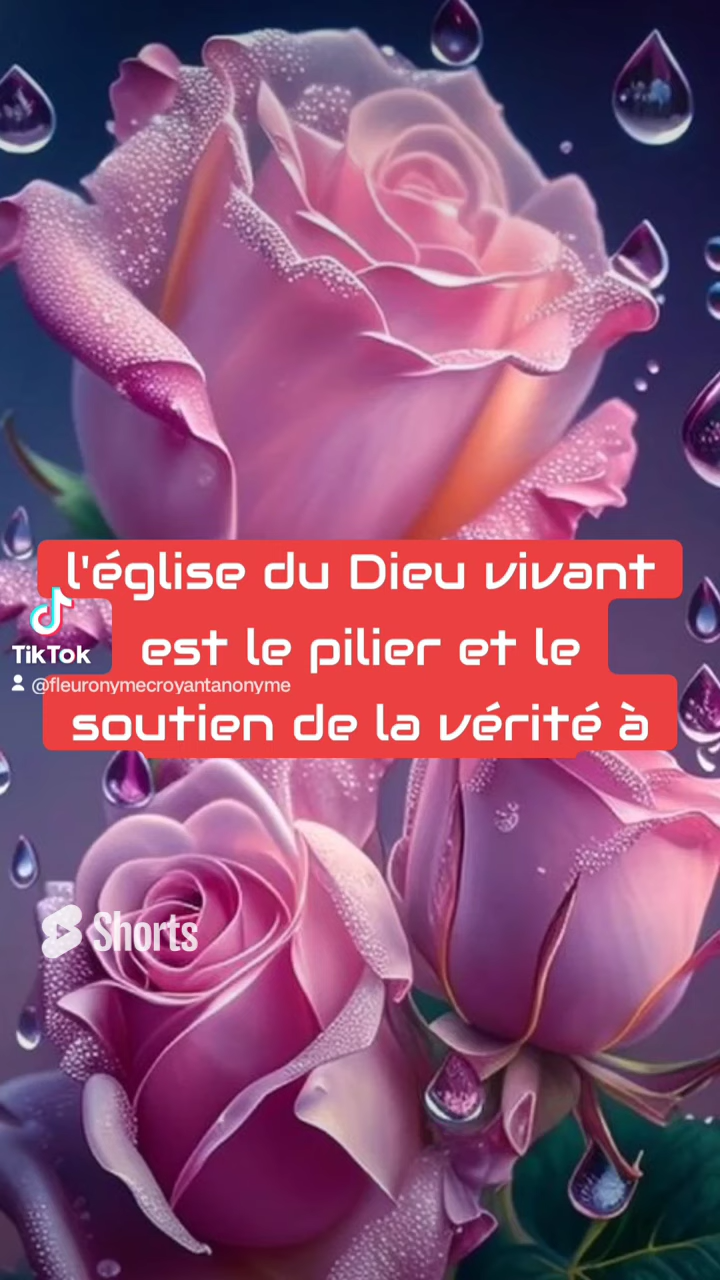 l'église du Dieu vivant
est le pilier et le
TikTok
@fleuronymecroyantanonyme
soutien de la vérité à
Shorts